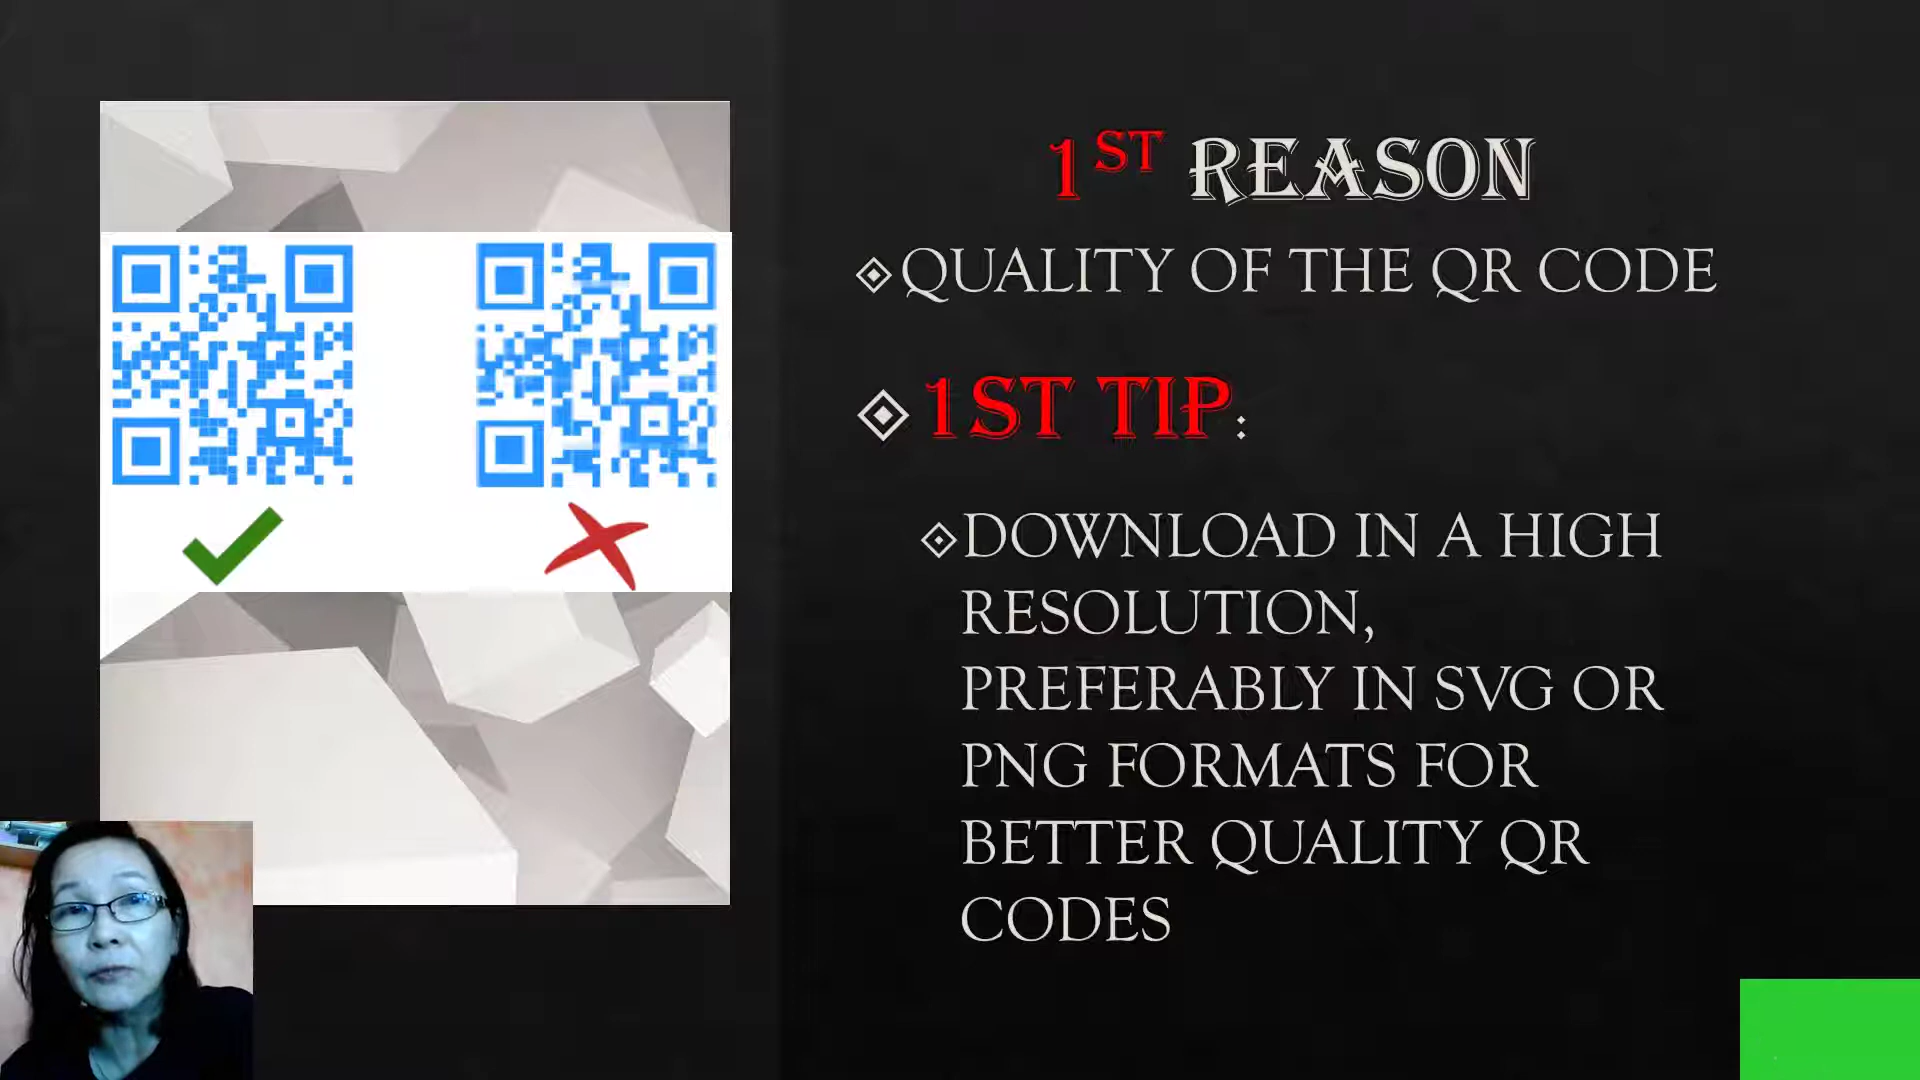 1ST REASON
QUALITY OF THE QR CODE
1ST TIP:
DOWNLOAD IN A HIGH
RESOLUTION,
PREFERABLY IN SVG OR
PNG FORMATS FOR
BETTER QUALITY QR
CODES